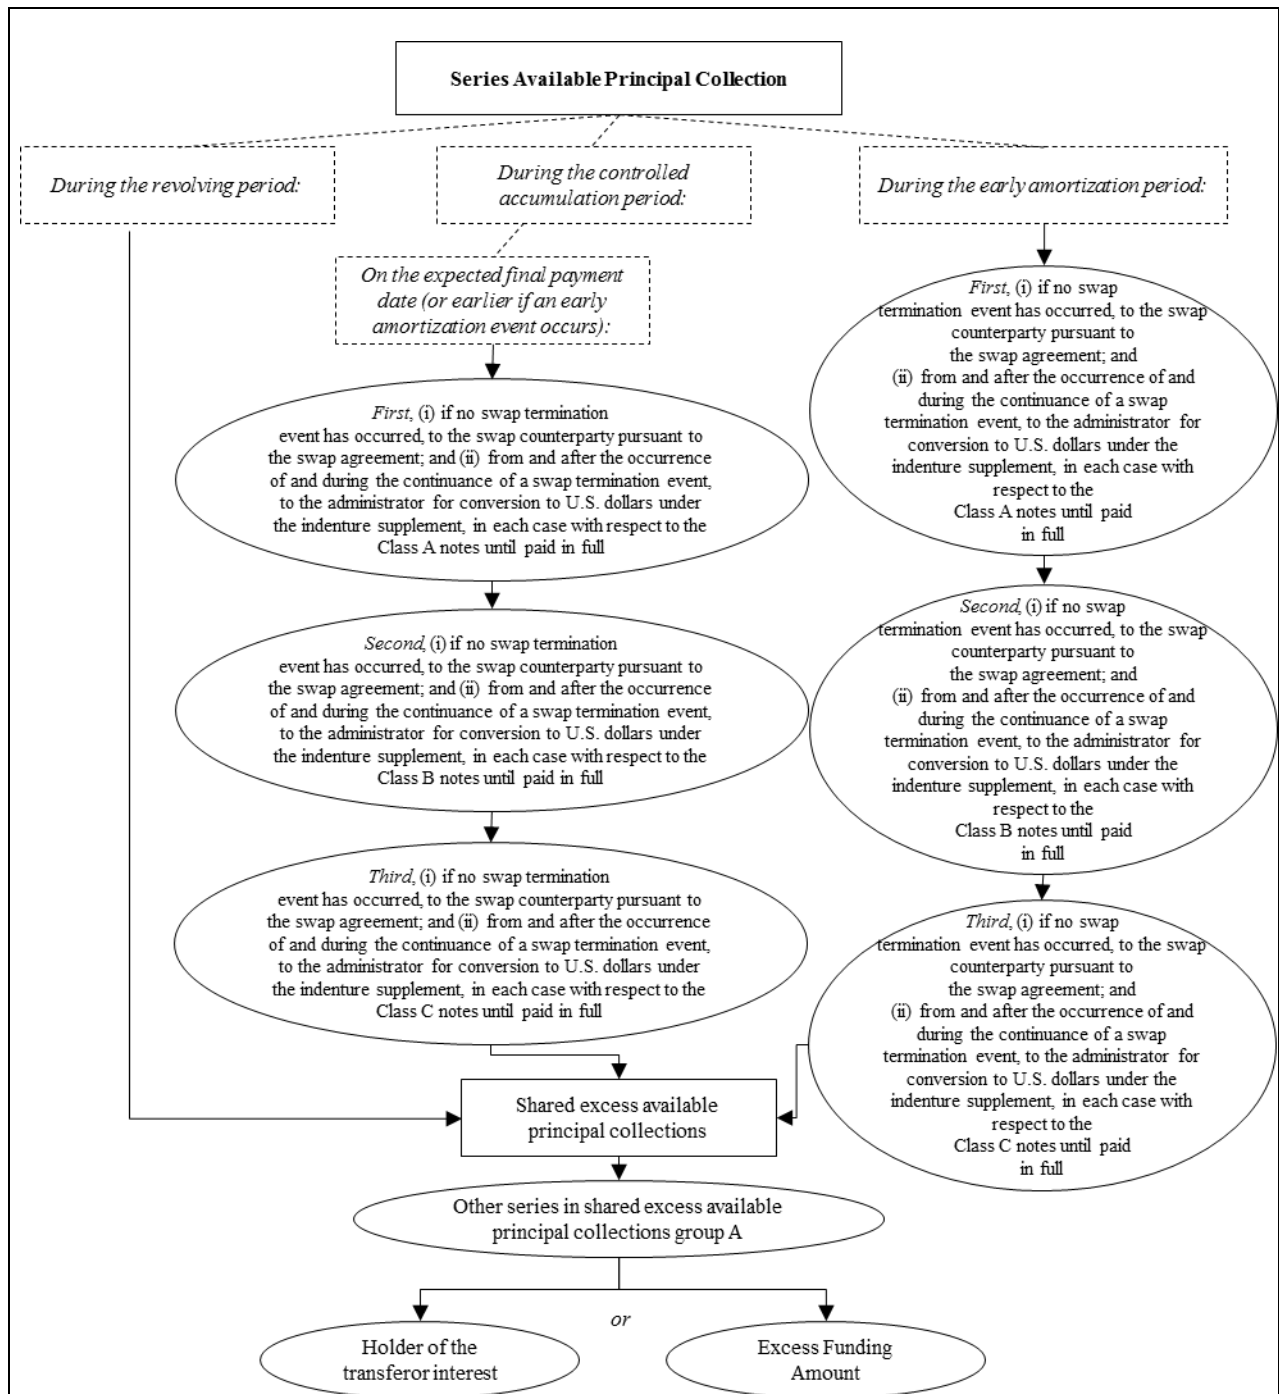 Series Available Principal Collection
During the revolving period:
During the controlled
accumulation period:
During the early amortization period:
On the expected final payment
date (or earlier if an early
amortization event occurs):
First, (i) if no swap termination
event has occurred, to the swap counterparty pursuant to
the swap agreement; and (ii) from and after the occurrence
of and during the continuance of a swap termination event,
to the administrator for conversion to U.S. dollars under
the indenture supplement, in each case with respect to the
Class A notes until paid in full
Second, (i) if no swap termination
event has occurred, to the swap counterparty pursuant to
the swap agreement; and (ii) from and after the occurrence
of and during the continuance of a swap termination event,
to the administrator for conversion to U.S. dollars under
the indenture supplement, in each case with respect to the
Class B notes until paid in full
Third, (i) if no swap termination
event has occurred, to the swap counterparty pursuant to
the swap agreement; and (ii) from and after the occurrence
of and during the continuance of a swap termination event,
to the administrator for conversion to U.S. dollars under
the indenture supplement, in each case with respect to the
Class C notes until paid in full
First, (i) if no swap
termination event has occurred, to the swap
counterparty pursuant to
the swap agreement; and
(ii) from and after the occurrence of and
during the continuance of a swap
termination event, to the administrator for
conversion to U.S. dollars under the
indenture supplement, in each case with
respect to the
Class A notes until paid
in full
Second, (i) if no swap
termination event has occurred, to the swap
counterparty pursuant to
the swap agreement; and
(ii) from and after the occurrence of and
during the continuance of a swap
termination event, to the administrator for
conversion to U.S. dollars under the
indenture supplement, in each case with
respect to the
Class B notes until paid
in full
Third, (i) if no swap
termination event has occurred, to the swap
counterparty pursuant to
the swap agreement; and
(ii) from and after the occurrence of and
during the continuance of a swap
termination event, to the administrator for
conversion to U.S. dollars under the
indenture supplement, in each case with
respect to the
Class C notes until paid
in full
Shared excess available
principal collections
Other series in shared excess available
principal collections group A
or
Holder of the
transferor interest
Excess Funding
Amount